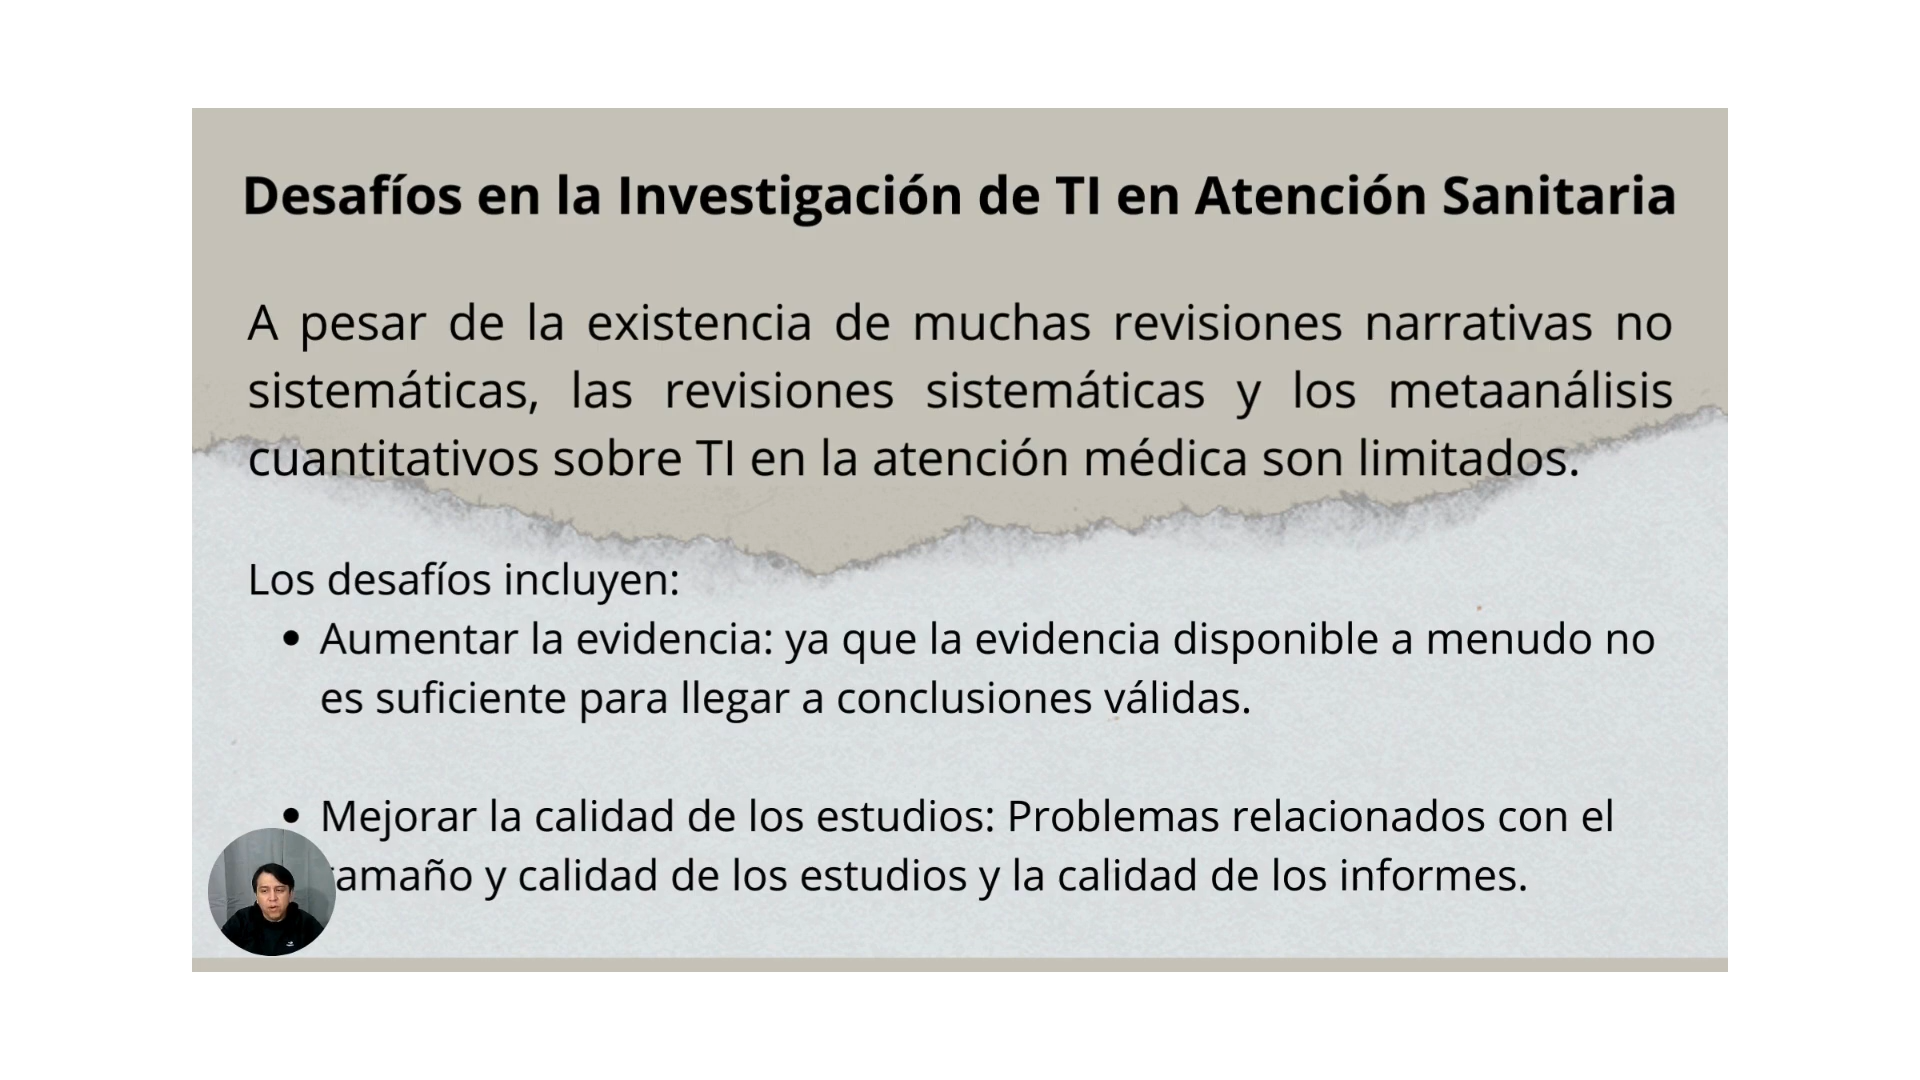 Desafíos en la Investigación de TI en Atención Sanitaria
A pesar de la existencia de muchas revisiones narrativas no
sistemáticas, las revisiones sistemáticas y los metaanálisis
cuantitativos sobre TI en la atención médica son limitados.
Los desafíos incluyen:
• Aumentar la evidencia: ya que la evidencia disponible a menudo no
es suficiente para llegar a conclusiones válidas.
• Mejorar la calidad de los estudios: Problemas relacionados con el
tamaño y calidad de los estudios y la calidad de los informes.